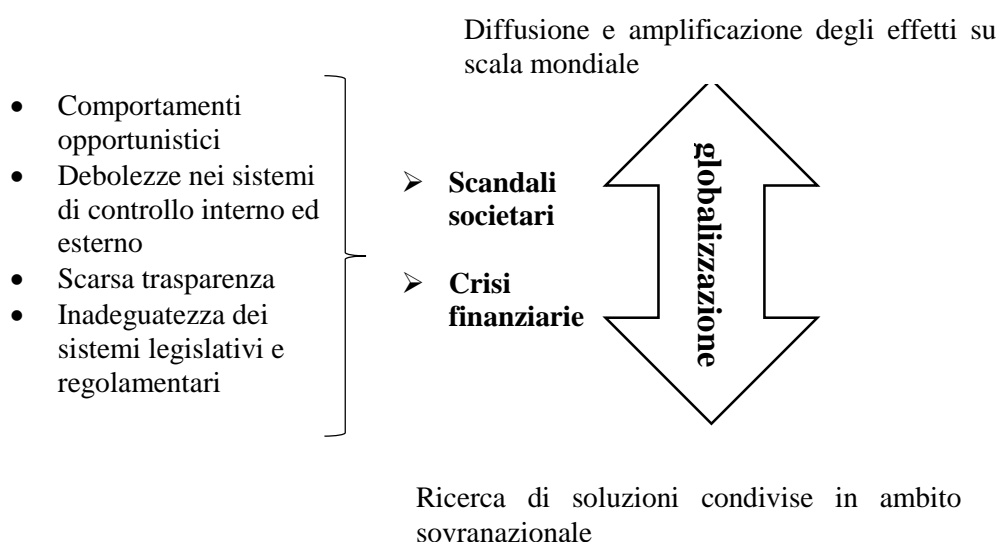 Diffusione e amplificazione degli effetti su
scala mondiale
• Comportamenti
opportunistici
• Debolezze nei sistemi
di controllo interno ed
esterno
• Scarsa trasparenza
• Inadeguatezza dei
sistemi legislativi e
regolamentari
➢ Scandali
societari
➢ Crisi
finanziarie
globalizzazione
Ricerca di soluzioni condivise in ambito
sovranazionale